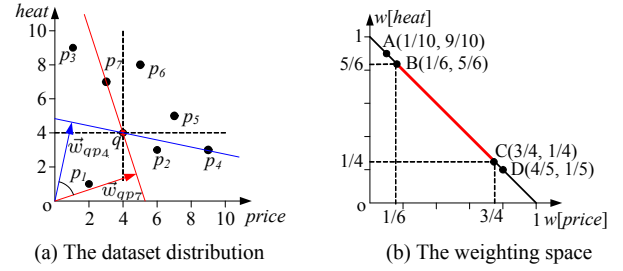 heat
10
8
6
4
2
o
2
4
6
8
10
price
p3
p7
p6
p5
q
p2
p4
p1
w⃗qp4
w⃗qp7
(a) The dataset distribution
w[heat]
1
A(1/10, 9/10)
5/6
B(1/6, 5/6)
C(3/4, 1/4)
1/4
D(4/5, 1/5)
o
1/6
3/4
1 w[price]
(b) The weighting space